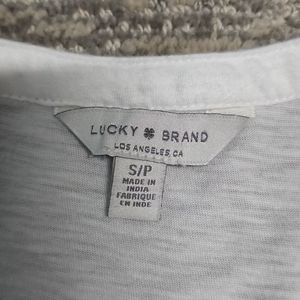 LUCKY BRAND
LOS ANGELES, CA
S/P
MADE IN
INDIA
FABRIQUE
EN INDE